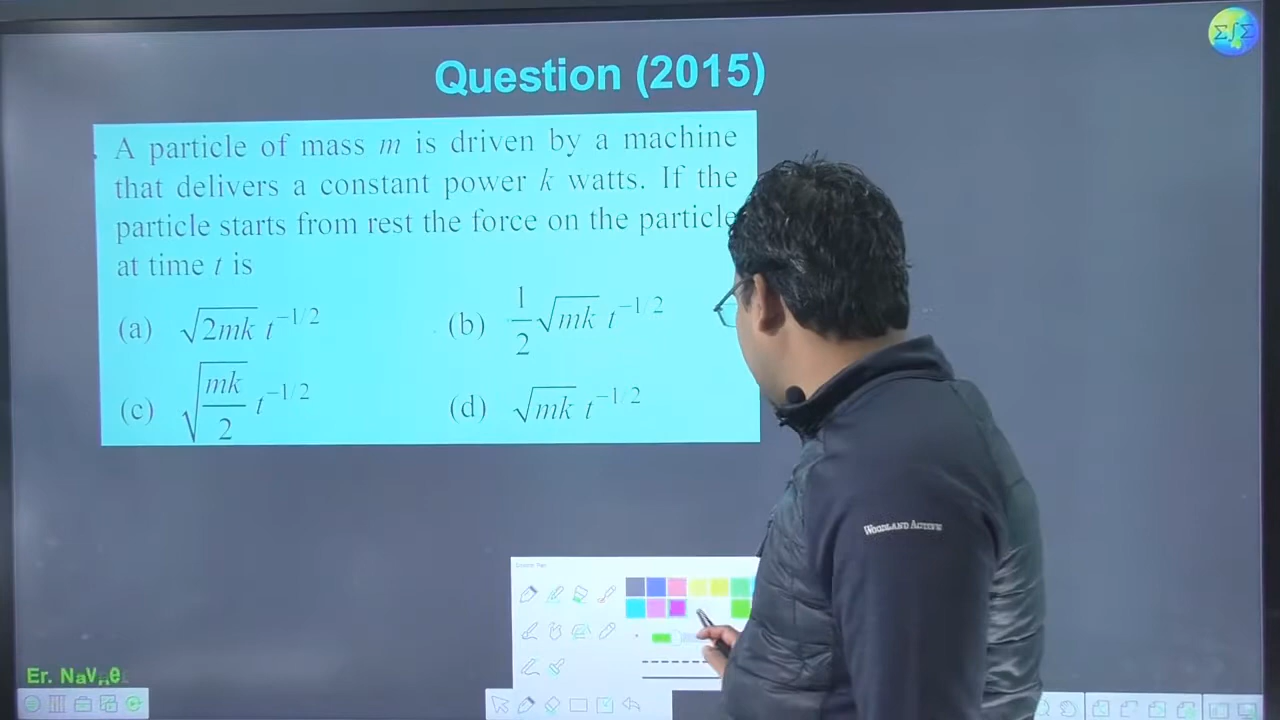 Question (2015)
A particle of mass m is driven by a machine
that delivers a constant power k watts. If the
particle starts from rest the force on the particle
at time t is
(a) √2mk t^−1/2
(b) 1/2 √mk t^−1/2
(c) √mk/2 t^−1/2
(d) √mk t^−1/2
WOODLAND ACTIVE
Σ∫Σ
Er.